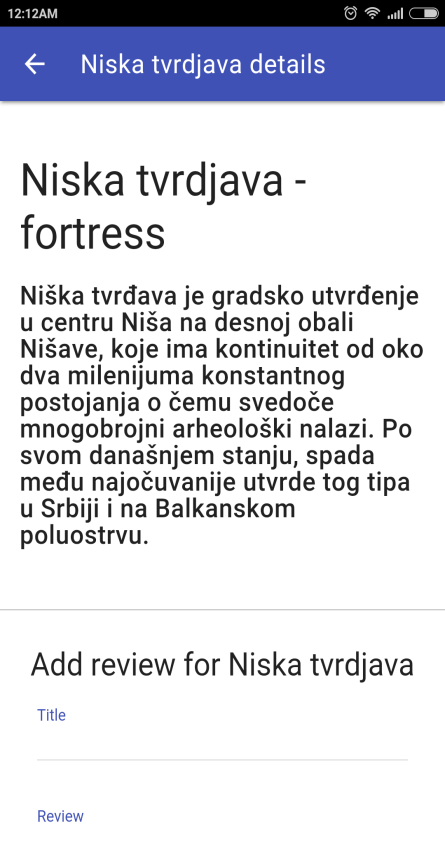 12:12AM
Niska tvrdjava details
Niska tvrdjava -
fortress
Niška tvrđava je gradsko utvrđenje
u centru Niša na desnoj obali
Nišave, koje ima kontinuitet od oko
dva milenijuma konstantnog
postojanja o čemu svedoče
mnogobrojni arheološki nalazi. Po
svom današnjem stanju, spada
među najočuvanije utvrde tog tipa
u Srbiji i na Balkanskom
poluostrvu.
Add review for Niska tvrdjava
Title
Review